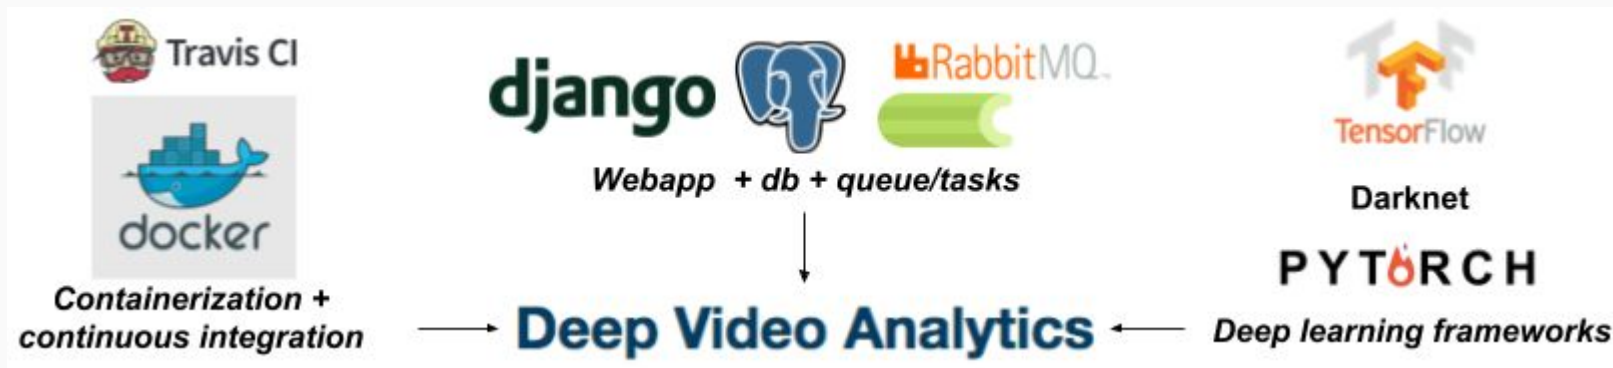 Travis CI
docker
Containerization +
continuous integration
django
RabbitMQ
Webapp + db + queue/tasks
Deep Video Analytics
TensorFlow
Darknet
PYTORCH
Deep learning frameworks